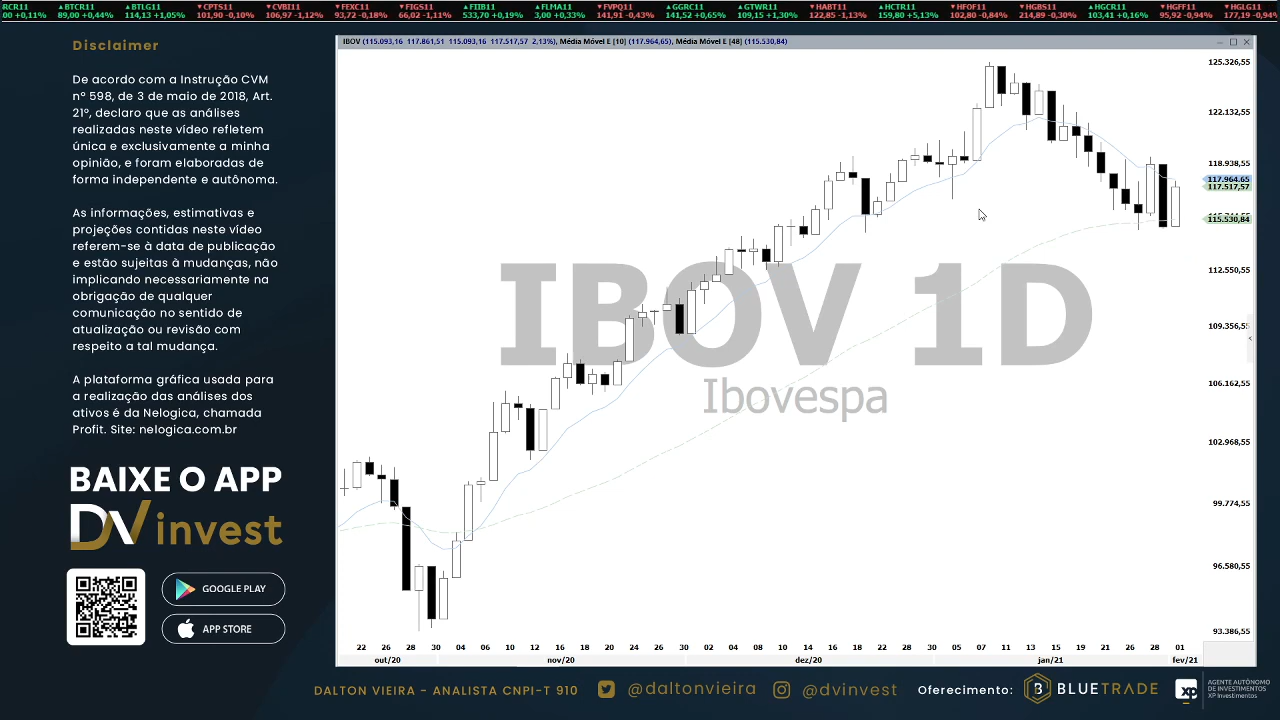 RCR11 ▲BTCR11 ▲BTLG11 ▼CPTS11 ▼CVBI11 ▼FEXC11 ▼FIGS11 ▲FIIB11 ▲FLMA11 ▼FVPQ11 ▲GGRC11 ▲GTWR11 ▼HABT11 ▲HCTR11 ▼HFOF11 ▼HGBS11 ▲HGCR11 ▼HGFF11 ▼HGLG11
00 +0,11% 89,00 +0,44% 114,13 +1,05% 101,90 -0,10% 106,97 -1,12% 93,72 -0,18% 66,02 -1,11% 533,70 +0,19% 3,00 +0,33% 141,91 -0,43% 141,52 +0,65% 109,15 +1,30% 122,85 -1,13% 159,80 +5,13% 102,80 -0,84% 214,89 -0,30% 103,41 +0,16% 95,92 -0,94% 177,19 -0,94%
Disclaimer
De acordo com a Instrução CVM
nº 598, de 3 de maio de 2018, Art.
21º, declaro que as análises
realizadas neste vídeo refletem
única e exclusivamente a minha
opinião, e foram elaboradas de
forma independente e autônoma.
As informações, estimativas e
projeções contidas neste vídeo
referem-se à data de publicação
e estão sujeitas à mudanças, não
implicando necessariamente na
obrigação de qualquer
comunicação no sentido de
atualização ou revisão com
respeito a tal mudança.
A plataforma gráfica usada para
a realização das análises dos
ativos é da Nelogica, chamada
Profit. Site: nelogica.com.br
BAIXE O APP
DV invest
GOOGLE PLAY
APP STORE
IBOV (115.093,16 117.861,51 115.093,16 117.517,57 2,13%), Média Móvel E [10] (117.964,65), Média Móvel E [48] (115.530,84)
125.326,55
122.132,55
118.938,55
117.964,65
117.517,57
115.530,84
112.550,55
109.356,55
106.162,55
102.968,55
99.774,55
96.580,55
93.386,55
IBOV 1D
Ibovespa
22 26 28 30 04 06 10 12 16 18 20 24 26 30 02 04 08 10 14 16 18 22 28 30 05 07 11 13 15 19 21 26 28 01
out/20 nov/20 dez/20 jan/21 fev/21
DALTON VIEIRA - ANALISTA CNPI-T 910 @daltonvieira @dvinvest Oferecimento: BLUETRADE
xp
AGENTE AUTÔNOMO
DE INVESTIMENTOS
XP Investimentos